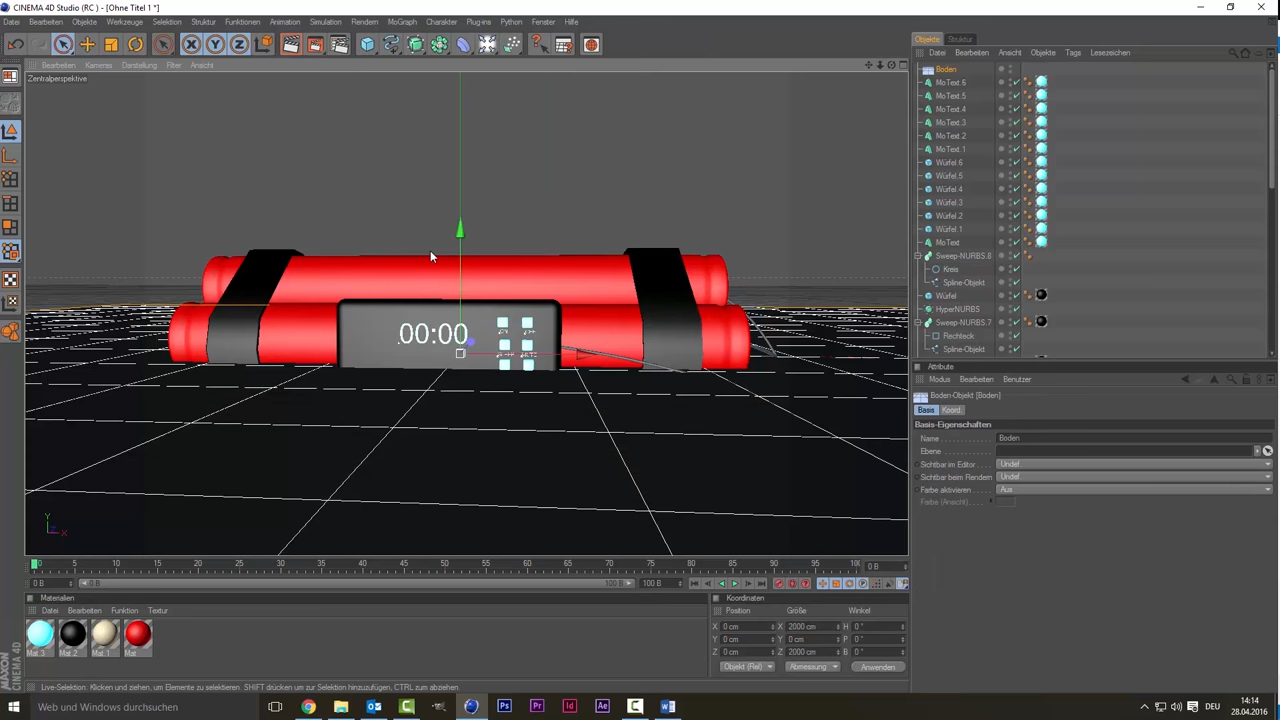 CINEMA 4D Studio (RC ) - [Ohne Titel 1 *]
Datei Bearbeiten Objekte Werkzeuge Selektion Struktur Funktionen Animation Simulation Rendern MoGraph Charakter Plug-ins Python Fenster Hilfe
Bearbeiten Kameras Darstellung Filter Ansicht
Zentralperspektive
00:00
Y
Z
X
Objekte Struktur
Datei Bearbeiten Ansicht Objekte Tags Lesezeichen
Boden
MoText.6
MoText.5
MoText.4
MoText.3
MoText.2
MoText.1
Würfel.6
Würfel.5
Würfel.4
Würfel.3
Würfel.2
Würfel.1
MoText
Sweep-NURBS.8
Kreis
Spline-Objekt
Würfel
HyperNURBS
Sweep-NURBS.7
Rechteck
Spline-Objekt
Attribute
Modus Bearbeiten Benutzer
Boden-Objekt [Boden]
Basis Koord.
Basis-Eigenschaften
Name Boden
Ebene
Sichtbar im Editor Undef
Sichtbar beim Rendern Undef
Farbe aktivieren Aus
Farbe (Ansicht)
0 5 10 15 20 25 30 35 40 45 50 55 60 65 70 75 80 85 90 95 100 0 B
0 B 0 B 100 B 100 B
Materialien
Datei Bearbeiten Funktion Textur
Mat.3 Mat.2 Mat.1 Mat
Koordinaten
Position Größe Winkel
X 0 cm X 2000 cm H 0 °
Y 0 cm Y 0 cm P 0 °
Z 0 cm Z 2000 cm B 0 °
Objekt (Rel) Abmessung Anwenden
MAXON CINEMA 4D
Live-Selektion: Klicken und ziehen, um Elemente zu selektieren. SHIFT drücken um zur Selektion hinzuzufügen, CTRL zum abziehen
Web und Windows durchsuchen
Ps Pr Id Ae
DEU
14:14
28.04.2016